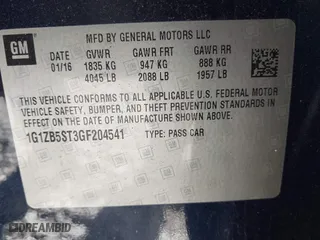 GM
MFD BY GENERAL MOTORS LLC
01/16 GVWR GAWR FRT GAWR RR
1835 KG 947 KG 888 KG
4045 LB 2088 LB 1957 LB
THIS VEHICLE CONFORMS TO ALL APPLICABLE U.S. FEDERAL MOTOR
VEHICLE SAFETY, BUMPER, AND THEFT PREVENTION STANDARDS
IN EFFECT ON THE DATE OF MANUFACTURE SHOWN ABOVE.
1G1ZB5ST3GF204541 TYPE: PASS CAR
DREAMBID